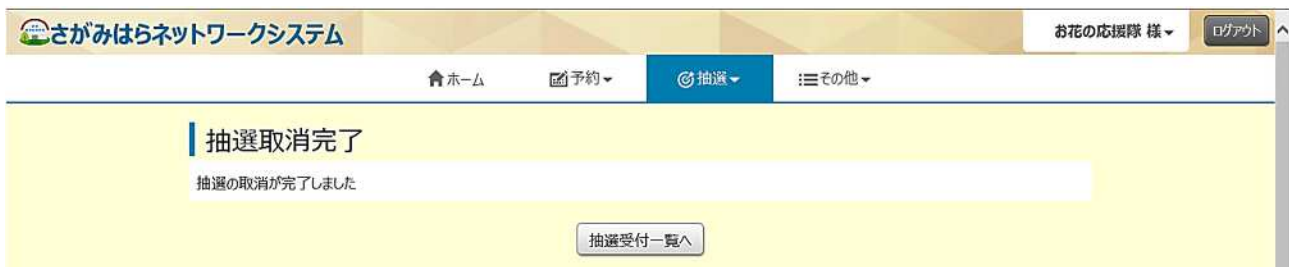 さがみはらネットワークシステム
お花の応援隊 様
ログアウト
ホーム 予約 抽選 その他
抽選取消完了
抽選の取消が完了しました
抽選受付一覧へ